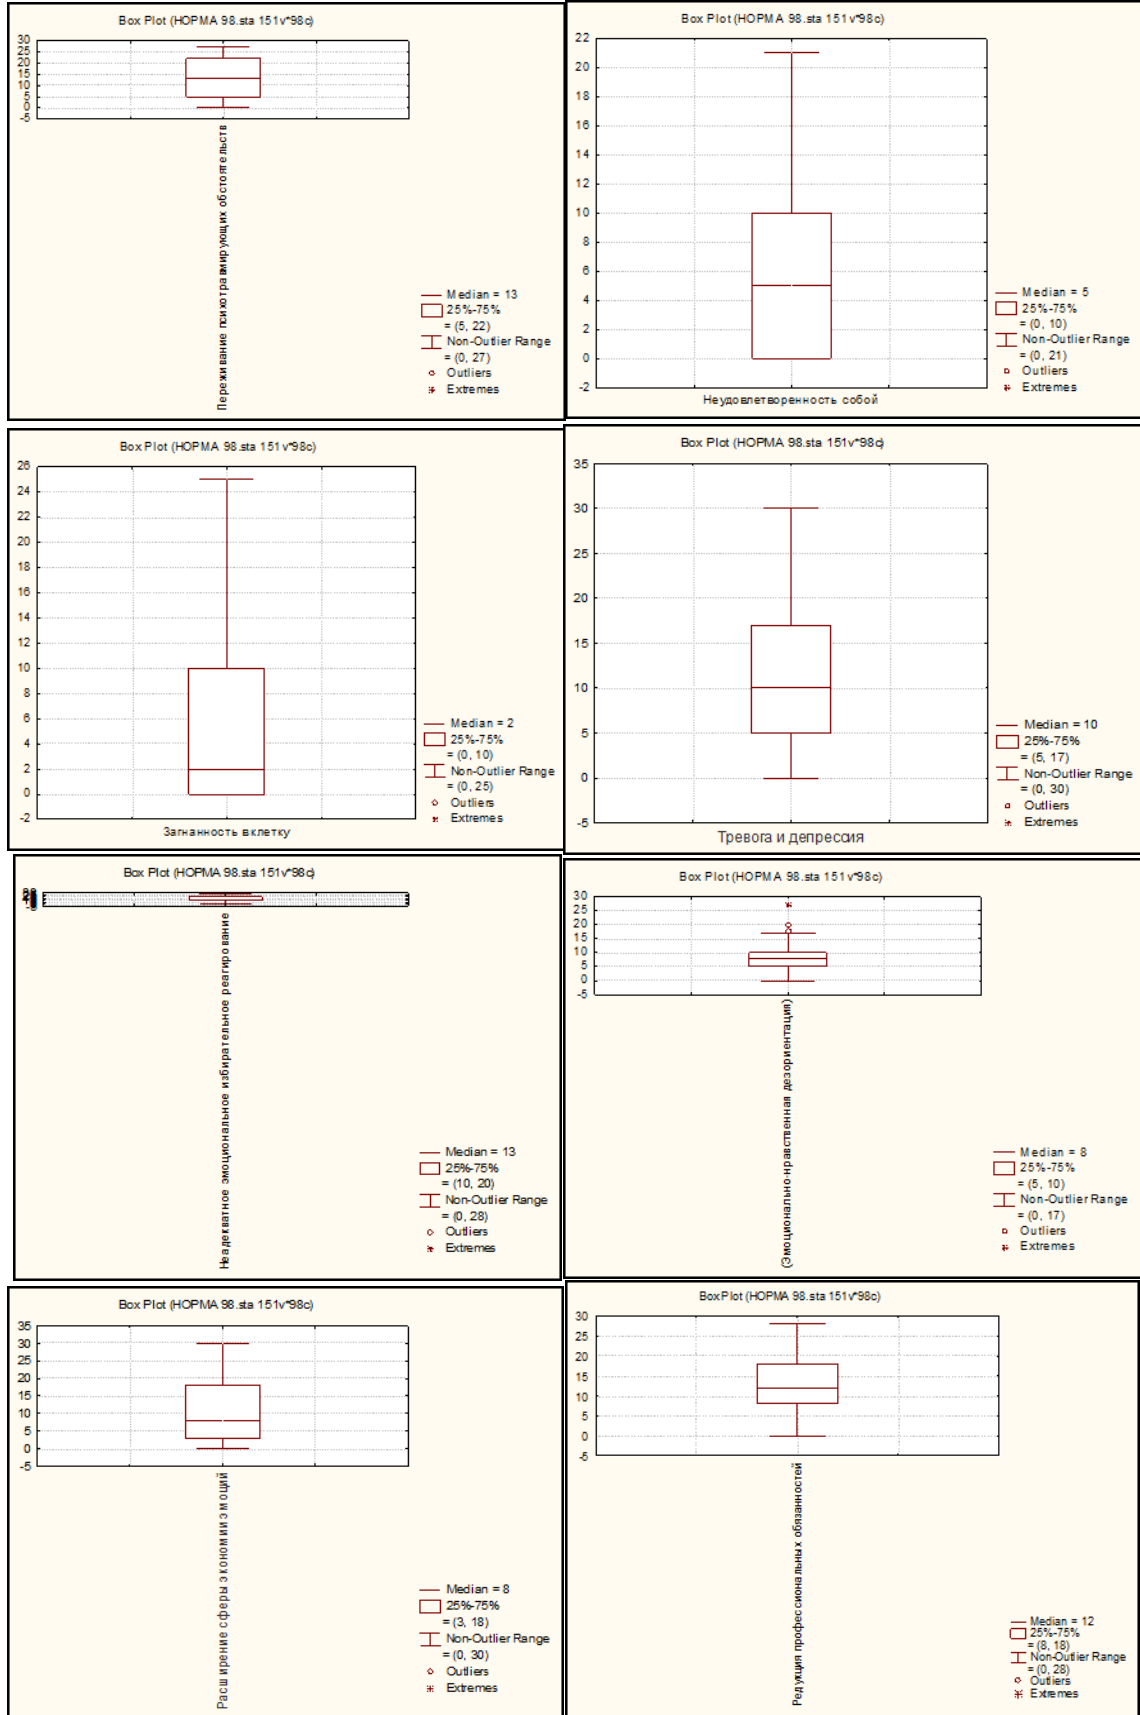 Box Plot (НОРМА 98.sta 151v*98c)
30
25
20
15
10
5
0
-5
Переживание психотравмирующих обстоятельств
Median = 13
25%-75%
= (5, 22)
Non-Outlier Range
= (0, 27)
Outliers
Extremes
Box Plot (НОРМА 98.sta 151v*98c)
22
20
18
16
14
12
10
8
6
4
2
0
-2
Неудовлетворенность собой
Median = 5
25%-75%
= (0, 10)
Non-Outlier Range
= (0, 21)
Outliers
Extremes
Box Plot (НОРМА 98.sta 151v*98c)
26
24
22
20
18
16
14
12
10
8
6
4
2
0
-2
Загнанность в клетку
Median = 2
25%-75%
= (0, 10)
Non-Outlier Range
= (0, 25)
Outliers
Extremes
Box Plot (НОРМА 98.sta 151v*98c)
35
30
25
20
15
10
5
0
-5
Тревога и депрессия
Median = 10
25%-75%
= (5, 17)
Non-Outlier Range
= (0, 30)
Outliers
Extremes
Box Plot (НОРМА 98.sta 151v*98c)
Неадекватное эмоциональное избирательное реагирование
Median = 13
25%-75%
= (10, 20)
Non-Outlier Range
= (0, 28)
Outliers
Extremes
Box Plot (НОРМА 98.sta 151v*98c)
30
25
20
15
10
5
0
-5
(Эмоционально-нравственная дезориентация)
Median = 8
25%-75%
= (5, 10)
Non-Outlier Range
= (0, 17)
Outliers
Extremes
Box Plot (НОРМА 98.sta 151v*98c)
35
30
25
20
15
10
5
0
-5
Расширение сферы экономии эмоций
Median = 8
25%-75%
= (3, 18)
Non-Outlier Range
= (0, 30)
Outliers
Extremes
Box Plot (НОРМА 98.sta 151v*98c)
30
25
20
15
10
5
0
-5
Редукция профессиональных обязанностей
Median = 12
25%-75%
= (8, 18)
Non-Outlier Range
= (0, 28)
Outliers
Extremes